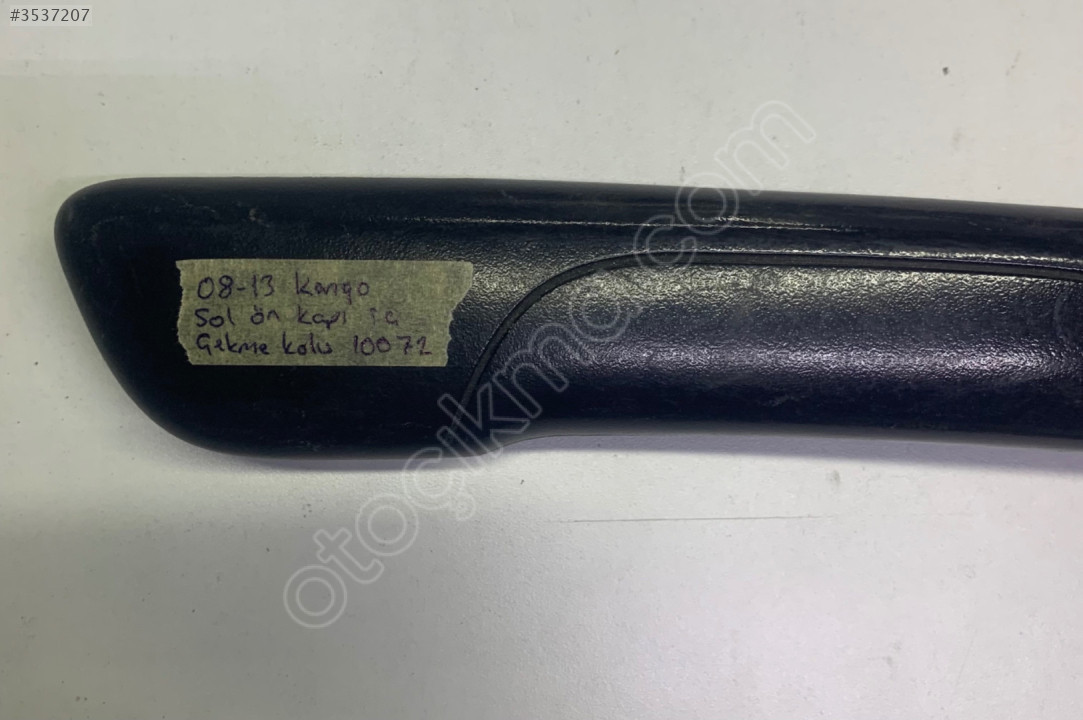 #3537207
08-13 Kango
Sol ön kapı iç
Çekme kolu 10072
otoçıkma.com